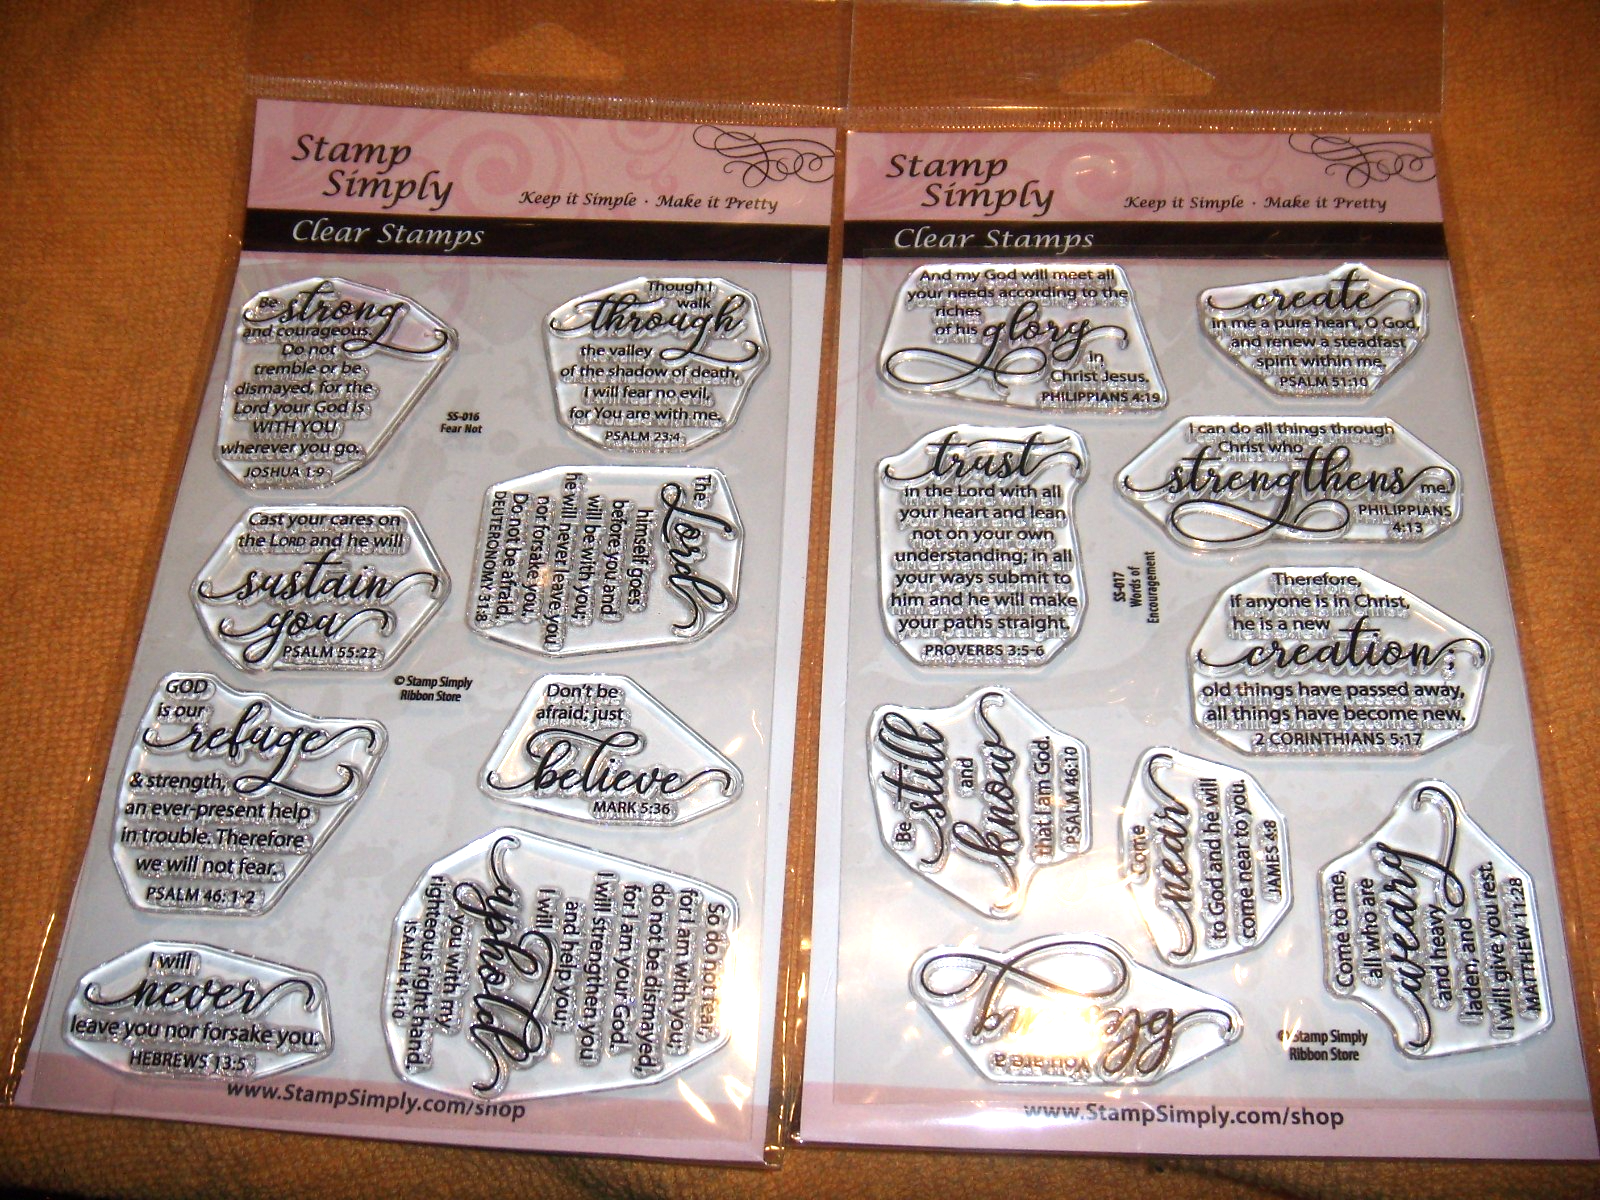 Stamp
Simply
Keep it Simple · Make it Pretty
Clear Stamps
Be strong
and courageous.
Do not
tremble or be
dismayed, for the
Lord your God is
WITH YOU
wherever you go.
JOSHUA 1:9
Though I
walk
through
the valley
of the shadow of death,
I will fear no evil,
for You are with me.
PSALM 23:4
SS-016
Fear Not
Cast your cares on
the LORD and he will
sustain
you
PSALM 55:22
The Lord
himself goes
before you and
will be with you;
he will never leave you
nor forsake you.
Do not be afraid.
DEUTERONOMY 31:8
© Stamp Simply
Ribbon Store
GOD
is our
refuge
& strength,
an ever-present help
in trouble. Therefore
we will not fear.
PSALM 46: 1-2
Don't be
afraid; just
believe
MARK 5:36
So do not fear,
for I am with you;
do not be dismayed,
for I am your God.
I will strengthen you
and help you;
I will
uphold
you with my
righteous right hand.
ISAIAH 41:10
I will
never
leave you nor forsake you.
HEBREWS 13:5
www.StampSimply.com/shop
Stamp
Simply
Keep it Simple · Make it Pretty
Clear Stamps
And my God will meet all
your needs according to the
riches
of his glory
in
Christ Jesus.
PHILIPPIANS 4:19
create
in me a pure heart, O God,
and renew a steadfast
spirit within me.
PSALM 51:10
trust
in the Lord with all
your heart and lean
not on your own
understanding; in all
your ways submit to
him and he will make
your paths straight.
PROVERBS 3:5-6
I can do all things through
Christ who
strengthens me.
PHILIPPIANS
4:13
SS-017
Words of
Encouragement
Therefore,
if anyone is in Christ,
he is a new
creation;
old things have passed away,
all things have become new.
2 CORINTHIANS 5:17
Be still
and
know
that I am God.
PSALM 46:10
Come
near
to God and he will
come near to you.
JAMES 4:8
Come to me,
all who are
weary
and heavy
laden, and
I will give you rest.
MATTHEW 11:28
you are a
blessing
© Stamp Simply
Ribbon Store
www.StampSimply.com/shop